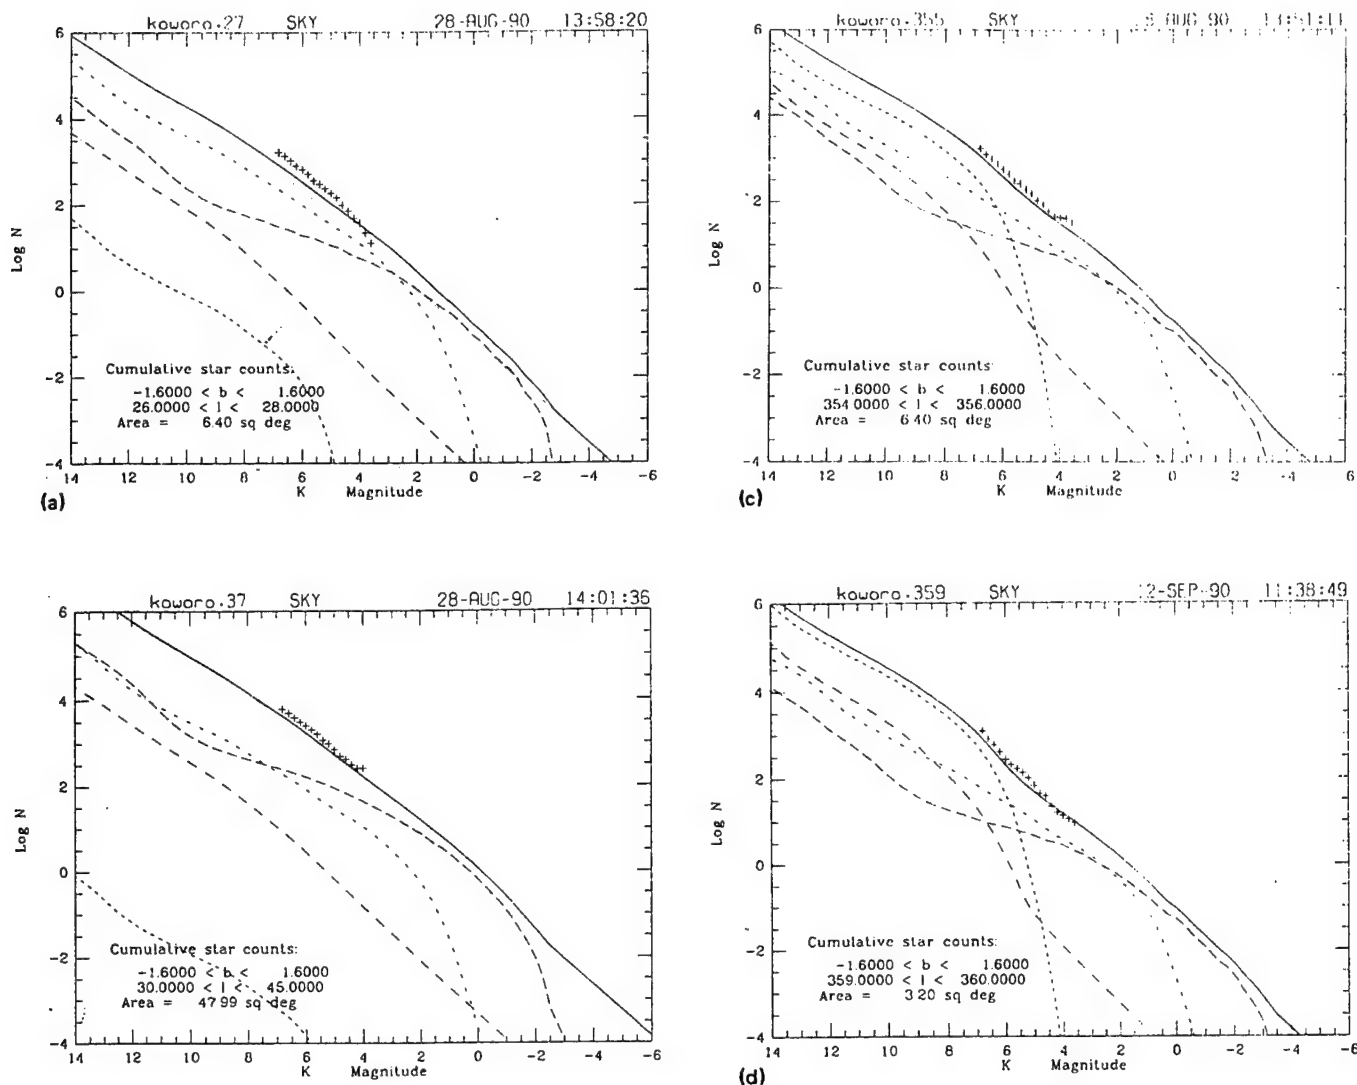 koworo.27 SKY 28-AUG-90 13:58:20
6
4
2
0
-2
-4
Log N
Cumulative star counts:
-1.6000 < b < 1.6000
26.0000 < l < 28.0000
Area = 6.40 sq deg
14 12 10 8 6 4 2 0 -2 -4 -6
K Magnitude
(a)
koworo.355 SKY AUG-90
6
4
2
0
-2
-4
Log N
Cumulative star counts:
-1.6000 < b < 1.6000
354.0000 < l < 356.0000
Area = 6.40 sq deg
14 12 10 8 6 4 2 0 2 -4 6
K Magnitude
(c)
koworo.37 SKY 28-AUG-90 14:01:36
6
4
2
0
-2
-4
Log N
Cumulative star counts:
-1.6000 < b < 1.6000
30.0000 < l < 45.0000
Area = 47.99 sq deg
14 12 10 8 6 4 2 0 -2 -4 -6
K Magnitude
koworo.359 SKY 12-SEP-90 11:38:49
6
4
2
0
-2
-4
Log N
Cumulative star counts:
-1.6000 < b < 1.6000
359.0000 < l < 360.0000
Area = 3.20 sq deg
14 12 10 8 6 4 2 0 -2 -4 -6
K Magnitude
(d)